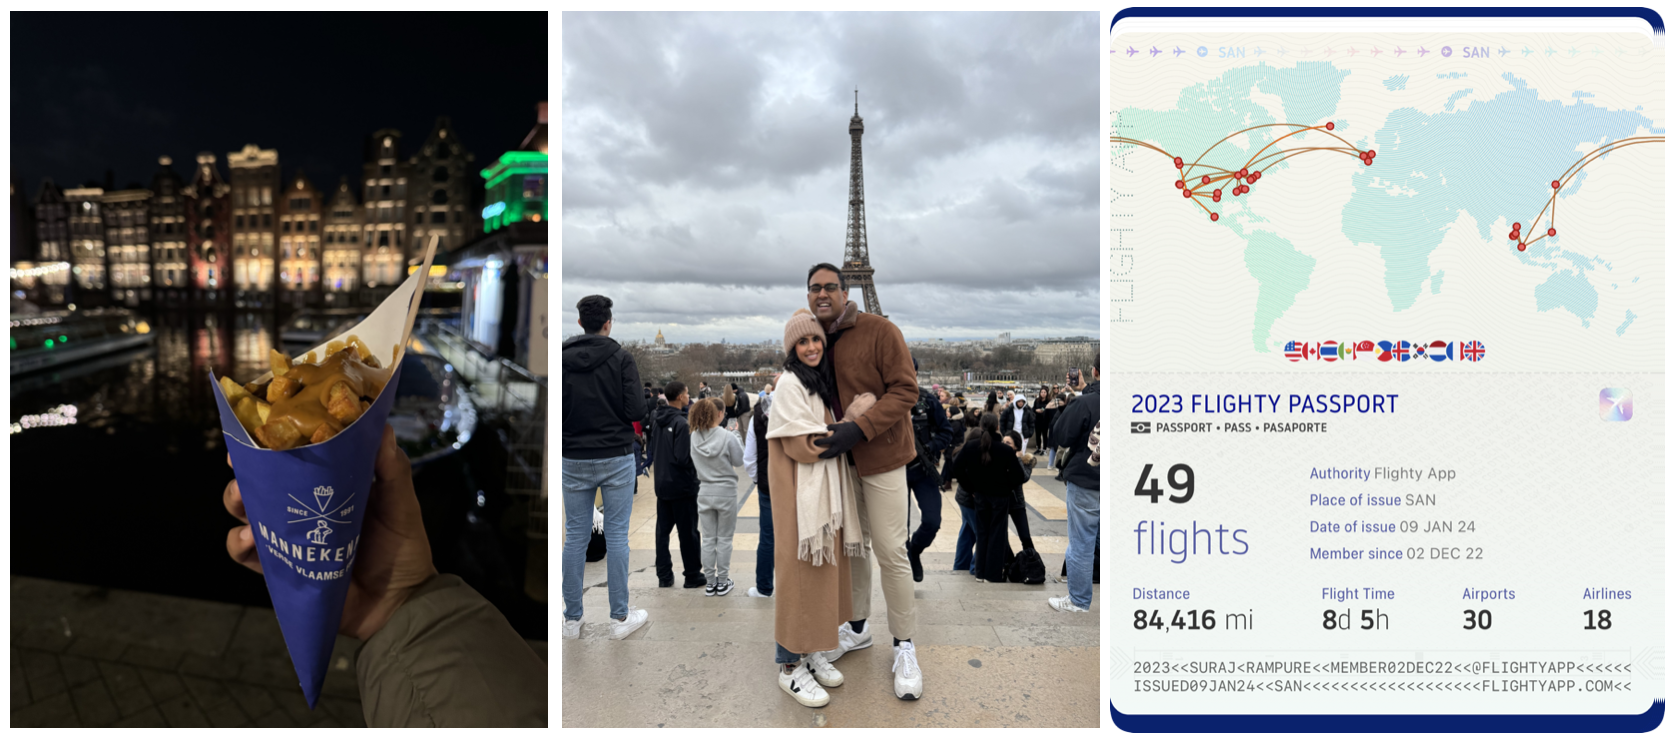 SINCE 1981
MANNEKEN
VERSE VLAAMSE
SAN SAN
FLIGHTY APP
2023 FLIGHTY PASSPORT
PASSPORT • PASS • PASAPORTE
49
flights
Authority Flighty App
Place of issue SAN
Date of issue 09 JAN 24
Member since 02 DEC 22
Distance Flight Time Airports Airlines
84,416 mi 8d 5h 30 18
2023<<SURAJ<RAMPURE<<MEMBER02DEC22<<@FLIGHTYAPP<<<<<<
ISSUED09JAN24<<SAN<<<<<<<<<<<<<<<<<<<FLIGHTYAPP.COM<<